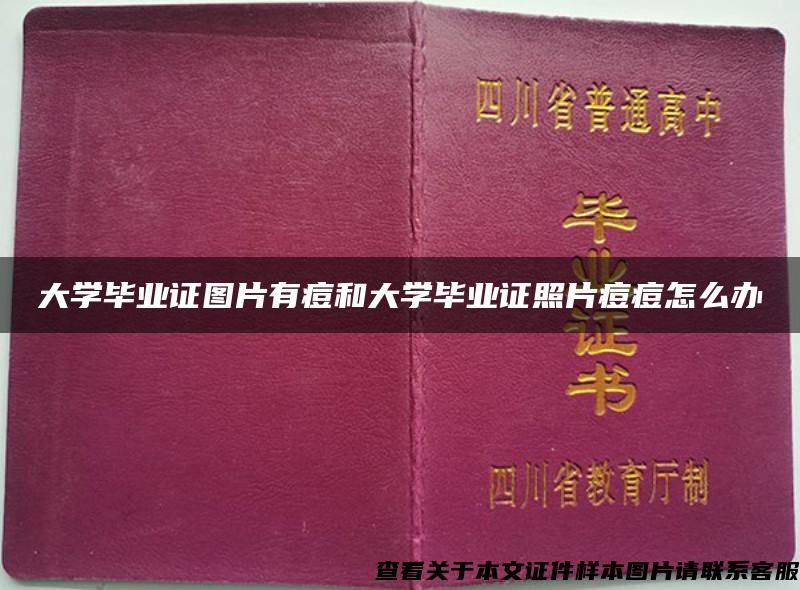 四川省普通高中
毕业证书
大学毕业证图片有痘和大学毕业证照片痘痘怎么办
四川省教育厅制
查看关于本文证件样本图片请联系客服